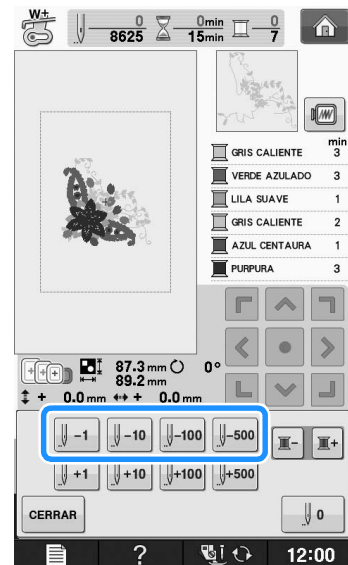 W+
0
8625
0min
15min
0
7
min
GRIS CALIENTE 3
VERDE AZULADO 3
LILA SUAVE 1
GRIS CALIENTE 2
AZUL CENTAURA 1
PURPURA 3
87.3 mm 0°
89.2 mm
+ 0.0 mm + 0.0 mm
-1 -10 -100 -500
+1 +10 +100 +500
- +
CERRAR 0
? 12:00